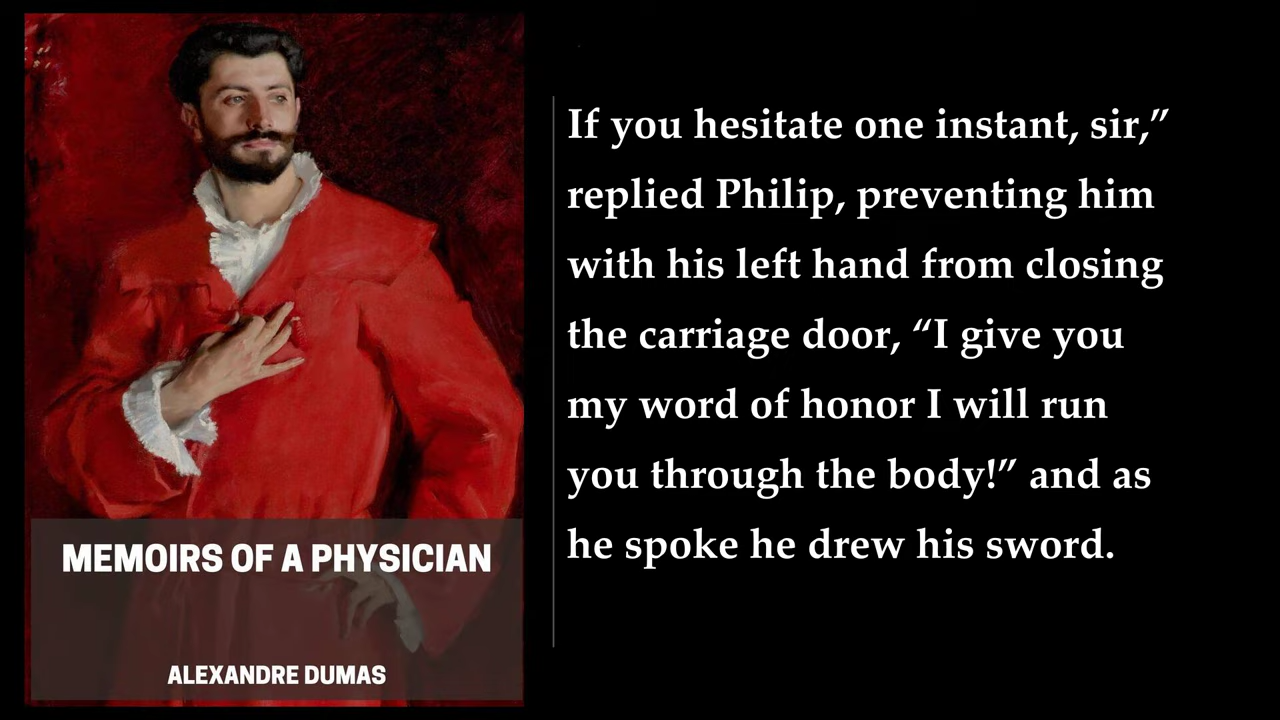 MEMOIRS OF A PHYSICIAN
ALEXANDRE DUMAS
If you hesitate one instant, sir,”
replied Philip, preventing him
with his left hand from closing
the carriage door, “I give you
my word of honor I will run
you through the body!” and as
he spoke he drew his sword.